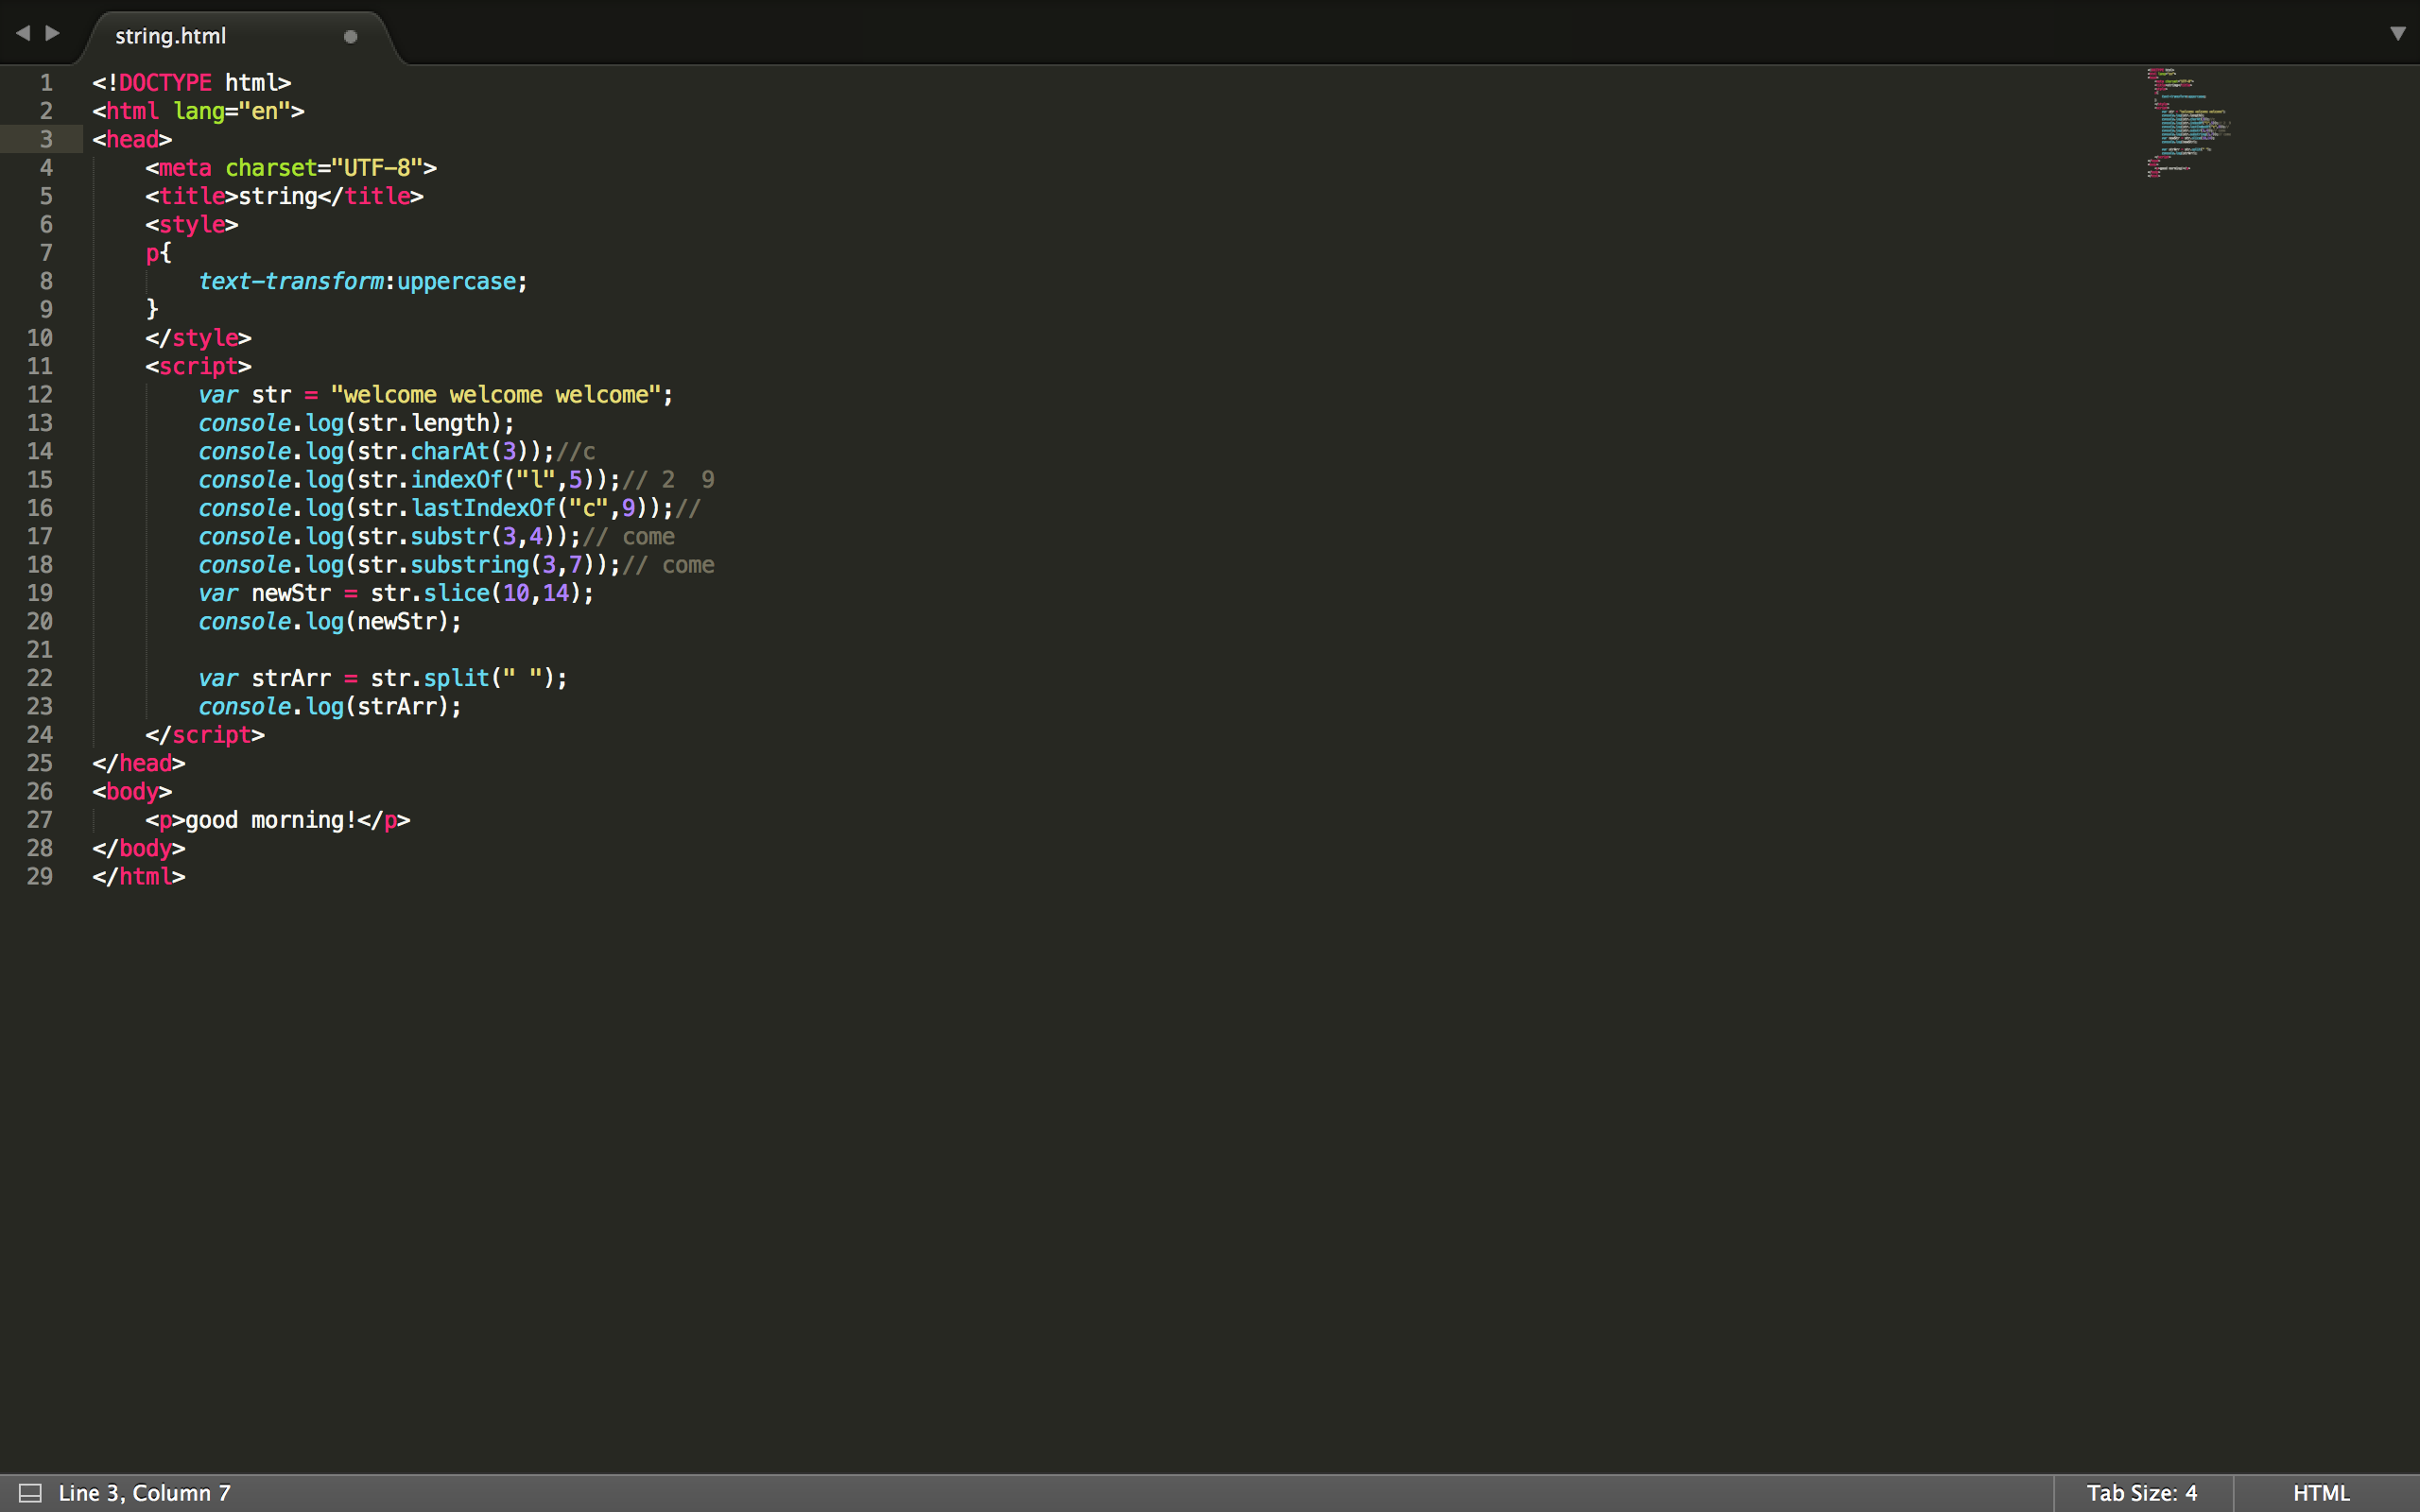 string.html
1 <!DOCTYPE html>
2 <html lang="en">
3 <head>
4     <meta charset="UTF-8">
5     <title>string</title>
6     <style>
7     p{
8         text-transform:uppercase;
9     }
10     </style>
11     <script>
12         var str = "welcome welcome welcome";
13         console.log(str.length);
14         console.log(str.charAt(3));//c
15         console.log(str.indexOf("l",5));// 2  9
16         console.log(str.lastIndexOf("c",9));//
17         console.log(str.substr(3,4));// come
18         console.log(str.substring(3,7));// come
19         var newStr = str.slice(10,14);
20         console.log(newStr);
21
22         var strArr = str.split(" ");
23         console.log(strArr);
24     </script>
25 </head>
26 <body>
27     <p>good morning!</p>
28 </body>
29 </html>
Line 3, Column 7
Tab Size: 4
HTML